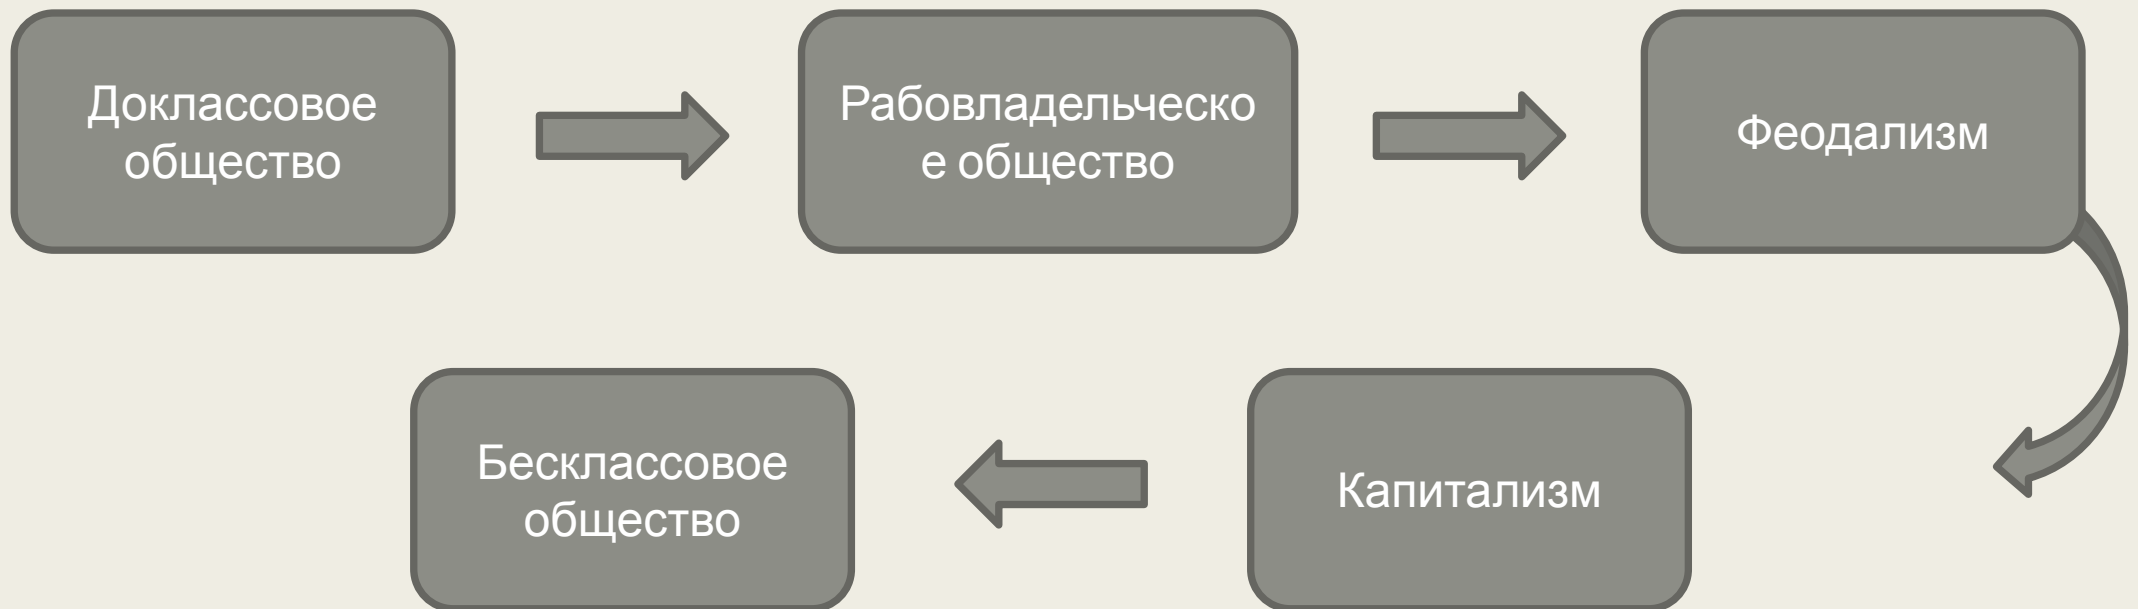 Доклассовое
общество
Рабовладельческо
е общество
Феодализм
Капитализм
Бесклассовое
общество